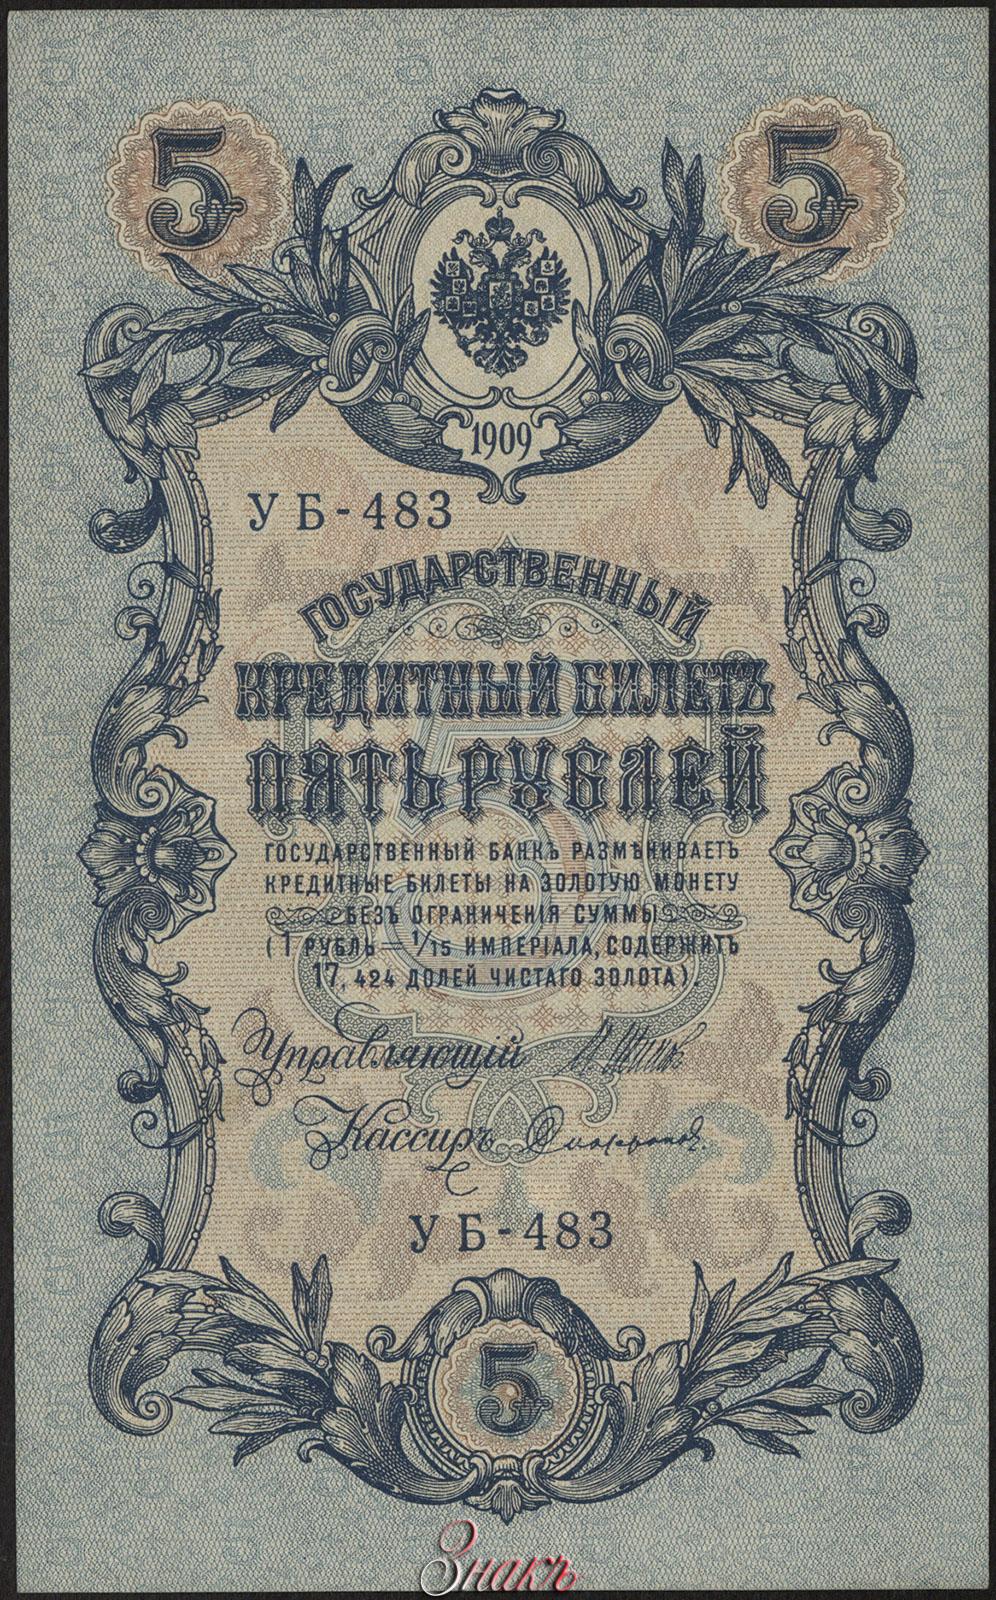 5 5
1909
УБ-483
ГОСУДАРСТВЕННЫЙ
КРЕДИТНЫЙ БИЛЕТЪ
ПЯТЬ РУБЛЕЙ
ГОСУДАРСТВЕННЫЙ БАНКЪ РАЗМѢНИВАЕТЪ
КРЕДИТНЫЕ БИЛЕТЫ НА ЗОЛОТУЮ МОНЕТУ
БЕЗЪ ОГРАНИЧЕНІЯ СУММЫ
(1 РУБЛЬ = 1/15 ИМПЕРІАЛА, СОДЕРЖИТЪ
17,424 ДОЛЕЙ ЧИСТАГО ЗОЛОТА).
Управляющій
Кассиръ
УБ-483
5
Знакъ